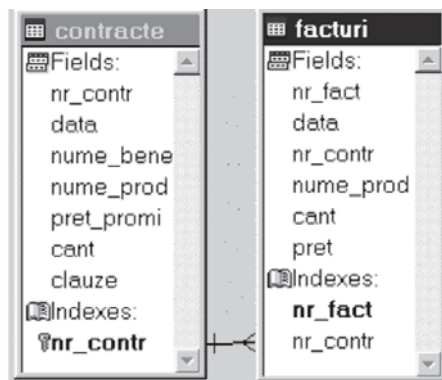 contracte
Fields:
nr_contr
data
nume_bene
nume_prod
pret_promi
cant
clauze
Indexes:
nr_contr
facturi
Fields:
nr_fact
data
nr_contr
nume_prod
cant
pret
Indexes:
nr_fact
nr_contr